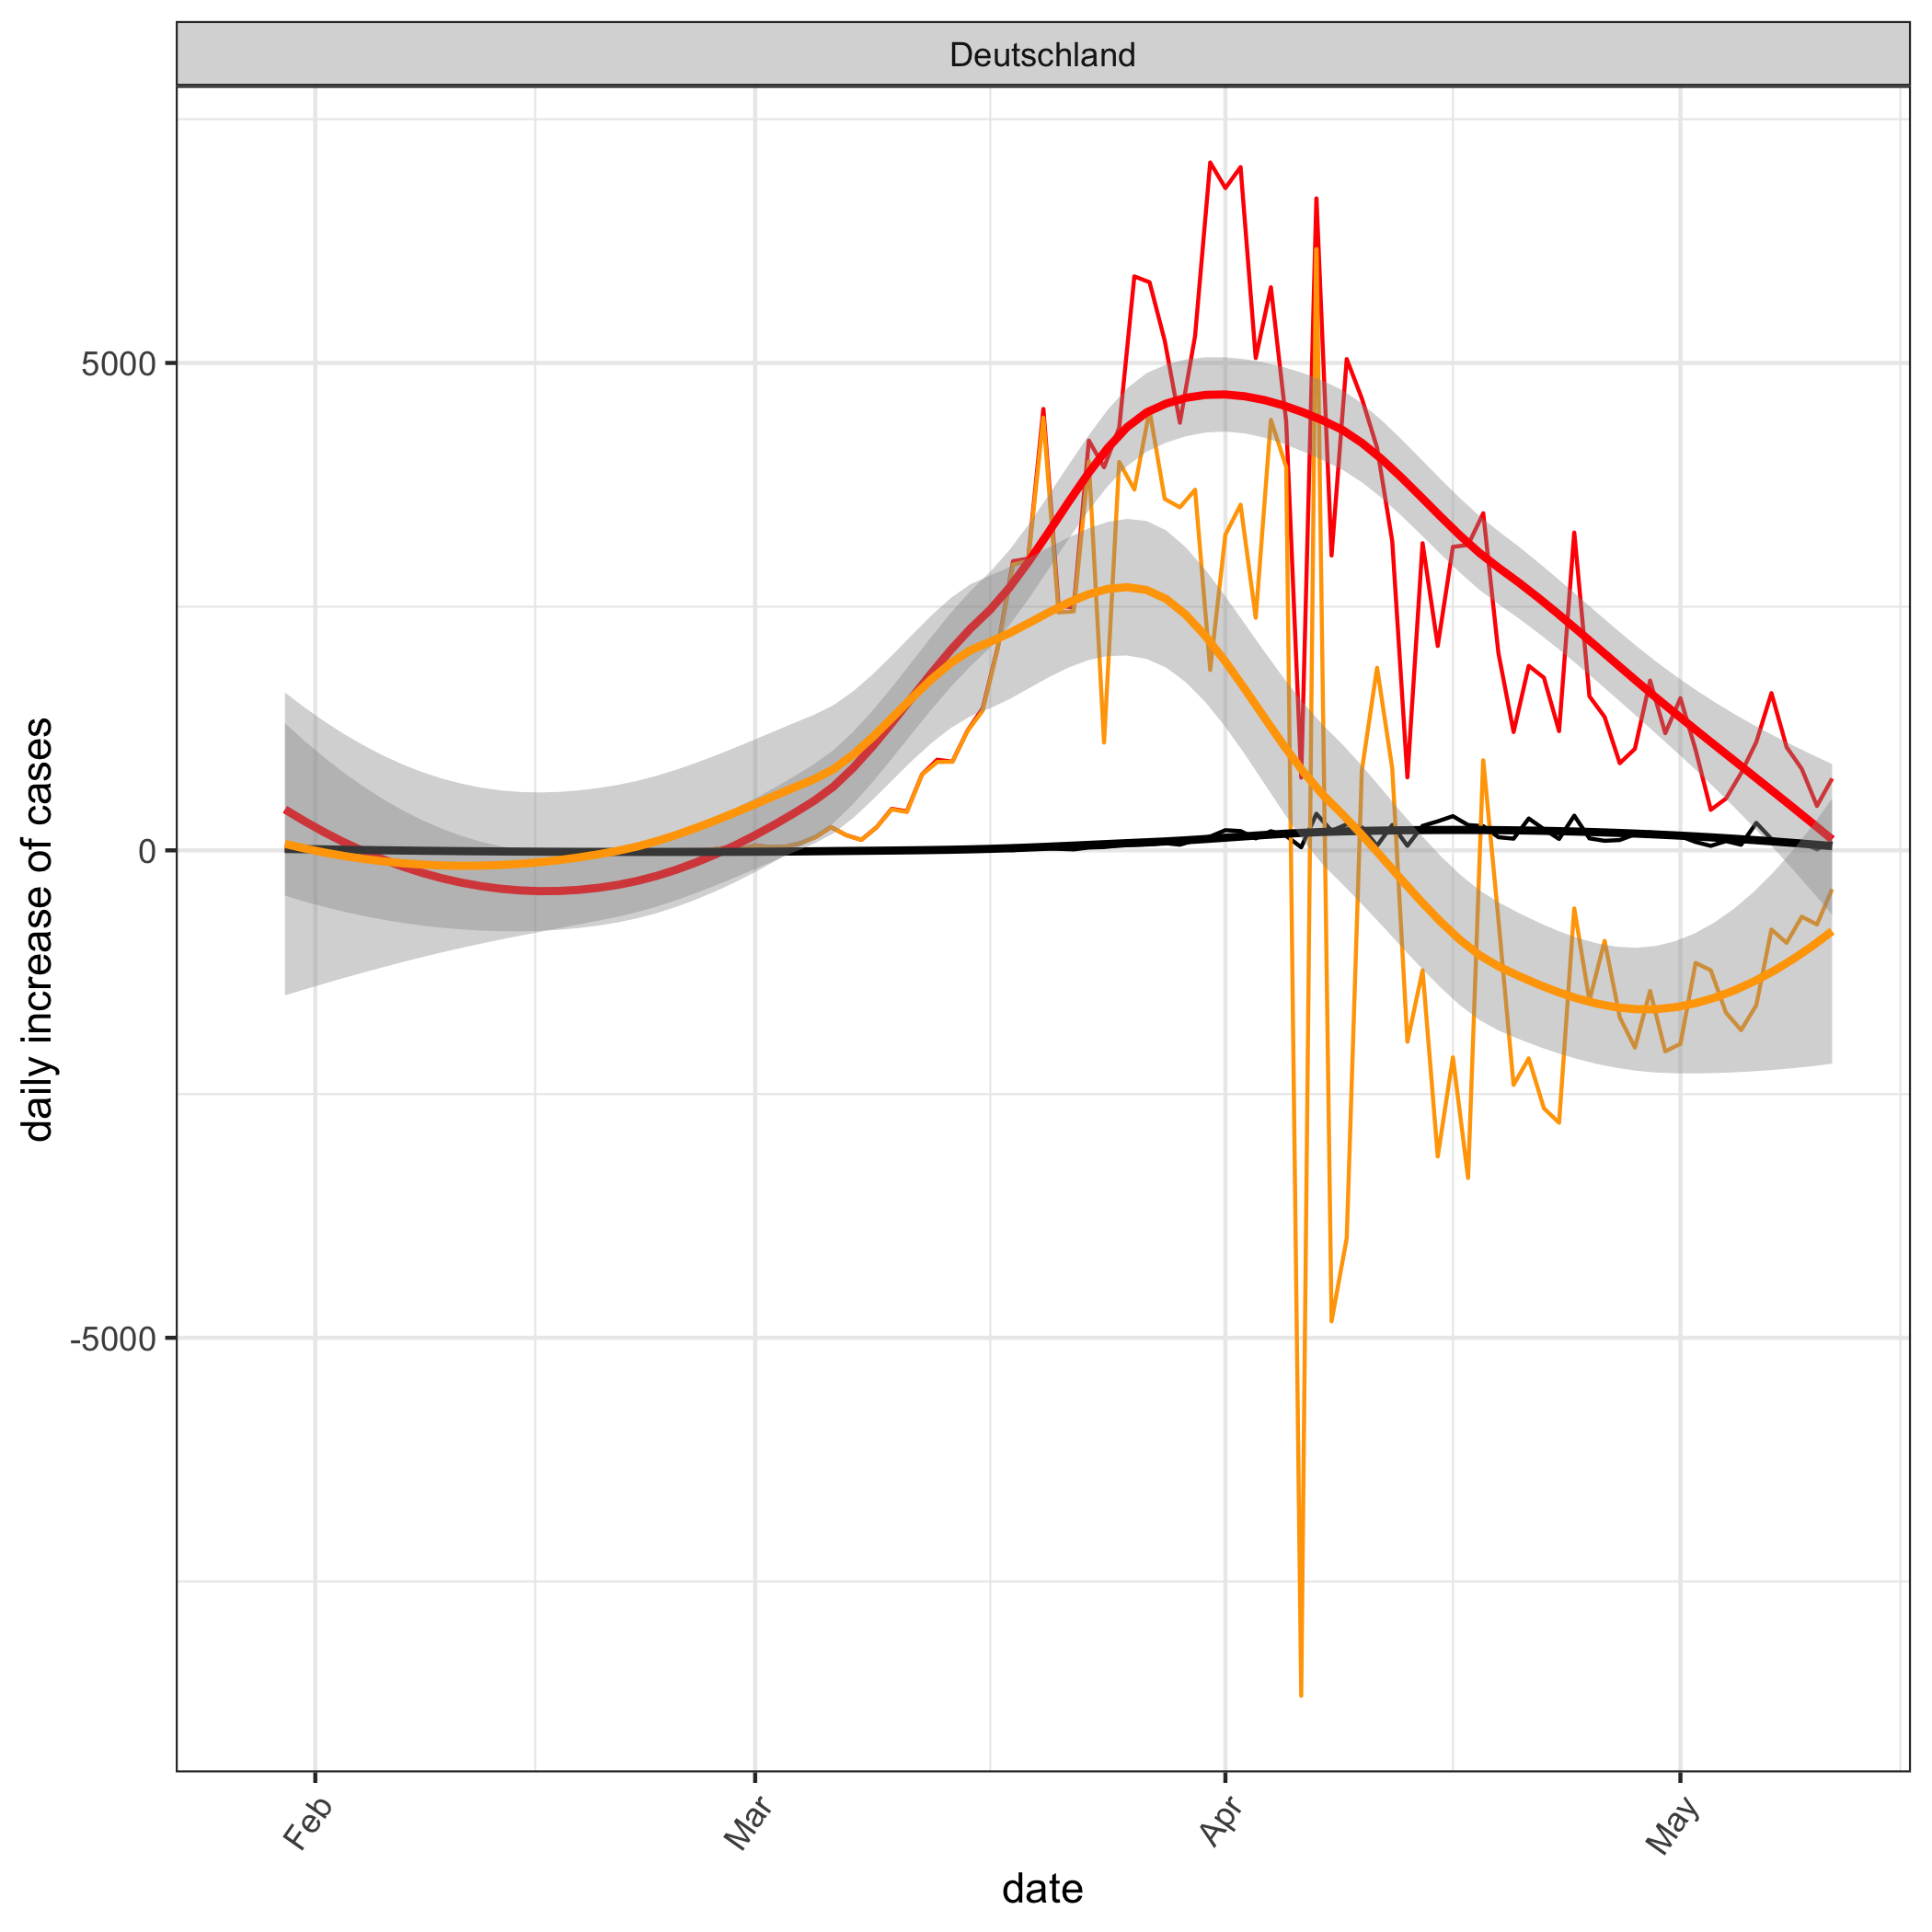 Deutschland
daily increase of cases
5000
0
-5000
Feb
Mar
Apr
May
date